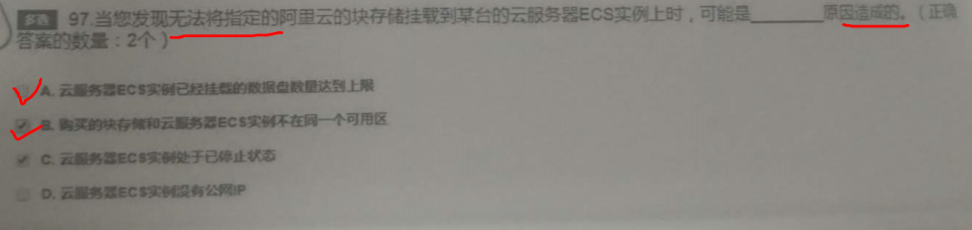 多选 97.当您发现无法将指定的阿里云的块存储挂载到某台的云服务器ECS实例上时，可能是________原因造成的。（正确
答案的数量：2个）
A. 云服务器ECS实例已经挂载的数据盘数量达到上限
B. 购买的块存储和云服务器ECS实例不在同一个可用区
C. 云服务器ECS实例处于已停止状态
D. 云服务器ECS实例没有公网IP